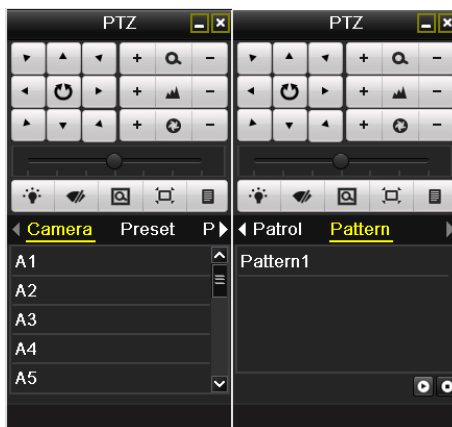 PTZ
Camera Preset P
A1
A2
A3
A4
A5
PTZ
Patrol Pattern
Pattern1